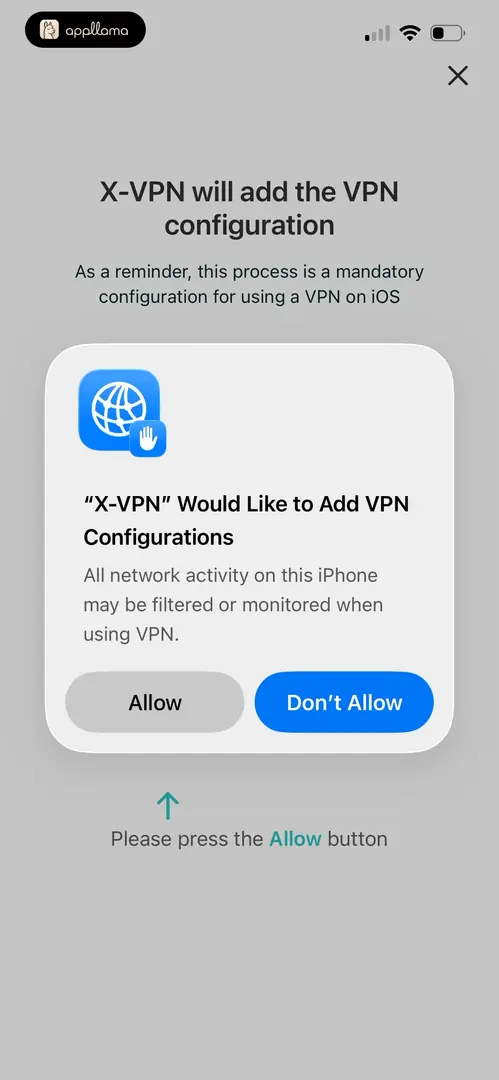 appllama
X-VPN will add the VPN
configuration
As a reminder, this process is a mandatory
configuration for using a VPN on iOS
“X-VPN” Would Like to Add VPN
Configurations
All network activity on this iPhone
may be filtered or monitored when
using VPN.
Allow
Don’t Allow
Please press the Allow button